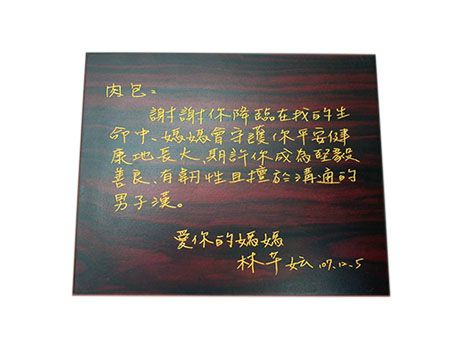 肉包：
謝謝你降臨在我的生
命中、媽媽會守護你平安健
康地長大,期許你成為堅毅
善良、有韌性且擅於溝通的
男子漢。
愛你的媽媽
林芊妘 107.12.5